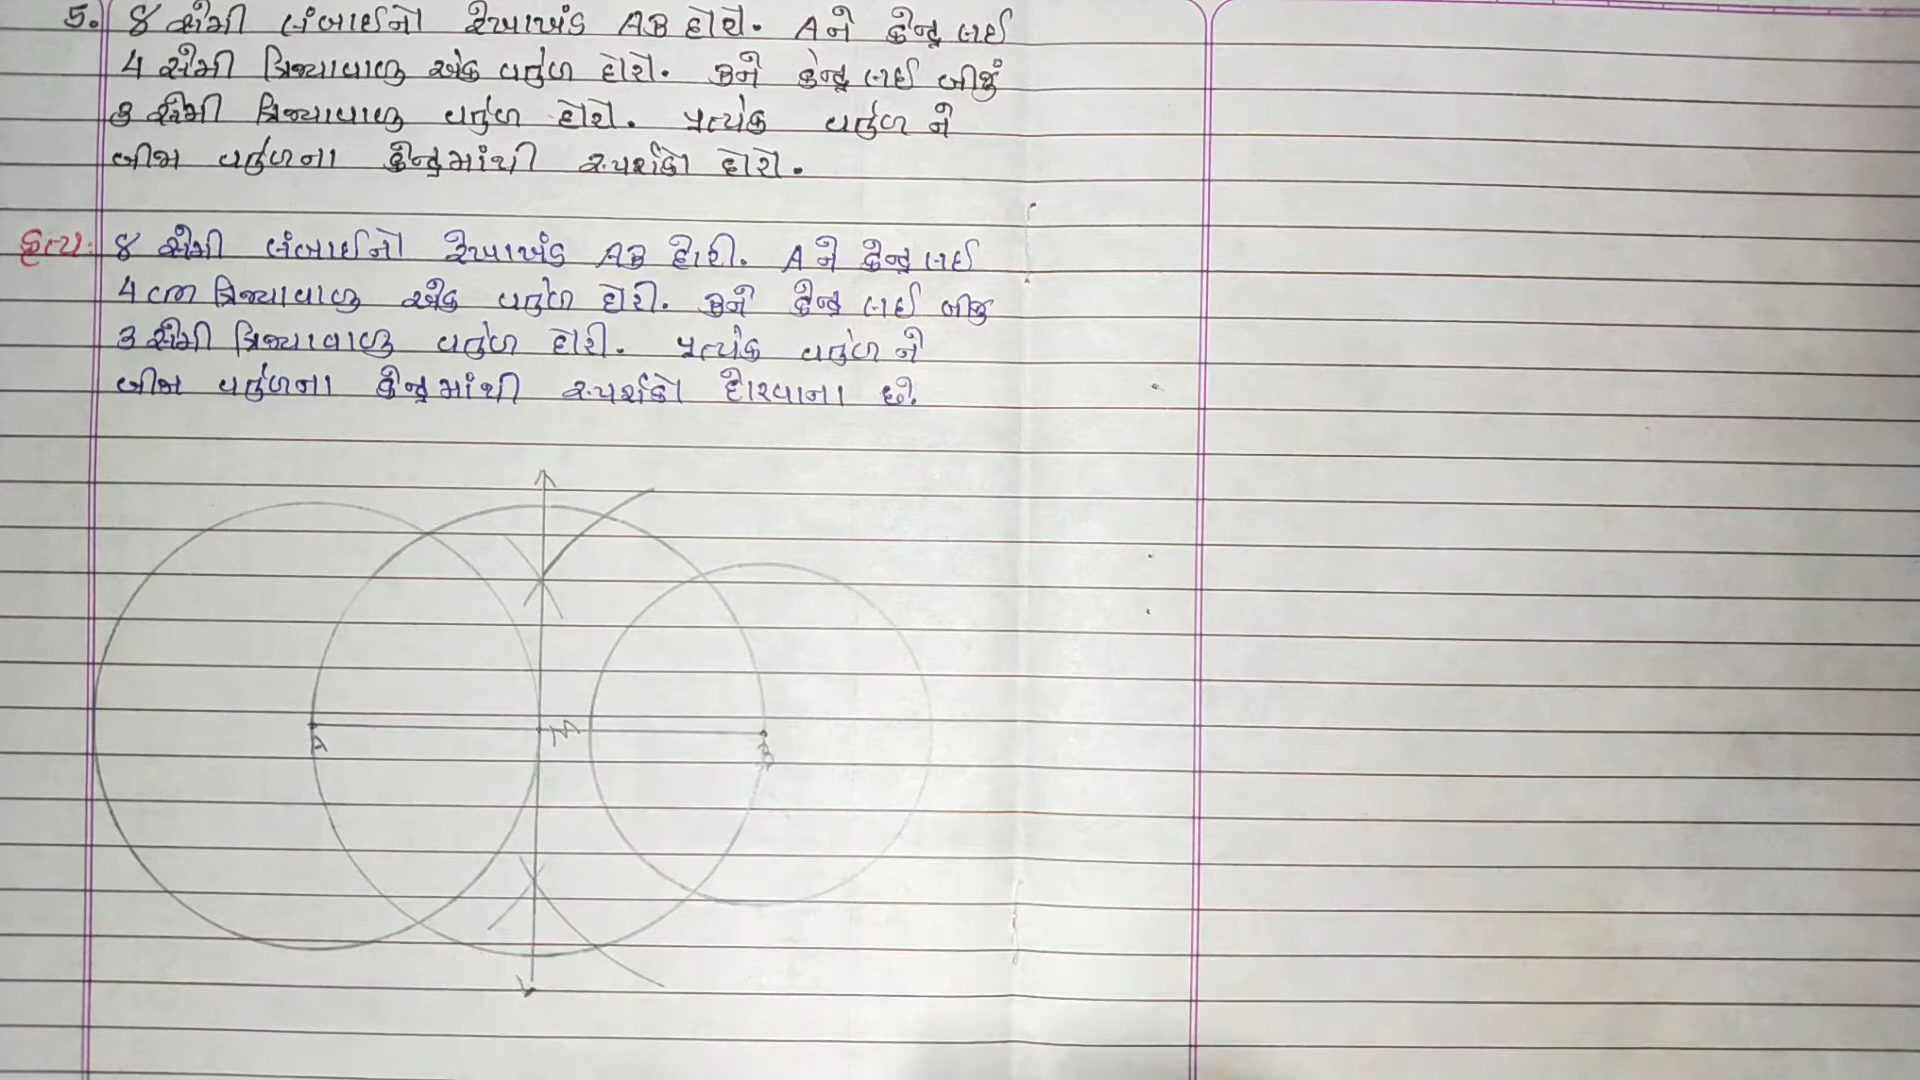 5. 8 સેમી લંબાઈનો રેખાખંડ AB દોરો. A ને કેન્દ્ર લઈ
4 સેમી ત્રિજ્યાવાળુ એક વર્તુળ દોરો. B ને કેન્દ્ર લઈ બીજું
3 સેમી ત્રિજ્યાવાળુ વર્તુળ દોરો. પ્રત્યેક વર્તુળ ને
બીજા વર્તુળના કેન્દ્રમાંથી સ્પર્શકો દોરો.
કૃત્ય: 8 સેમી લંબાઈનો રેખાખંડ AB દોરી. A ને કેન્દ્ર લઈ
4 cm ત્રિજ્યાવાળુ એક વર્તુળ દોરી. B ને કેન્દ્ર લઈ બીજુ
3 સેમી ત્રિજ્યાવાળુ વર્તુળ દોરી. પ્રત્યેક વર્તુળ ને
બીજા વર્તુળના કેન્દ્રમાંથી સ્પર્શકો દોરવાના છે.
A M B